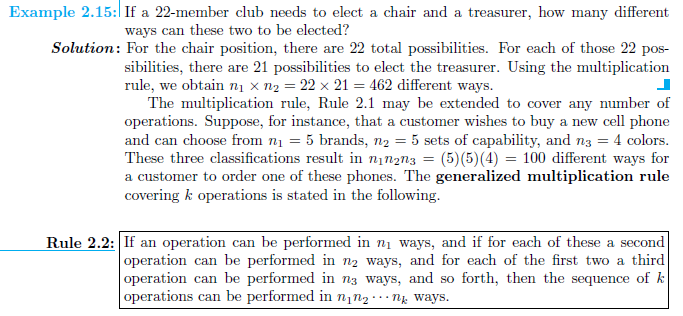 Example 2.15: If a 22-member club needs to elect a chair and a treasurer, how many different
ways can these two to be elected?
Solution: For the chair position, there are 22 total possibilities. For each of those 22 pos-
sibilities, there are 21 possibilities to elect the treasurer. Using the multiplication
rule, we obtain n₁ × n₂ = 22 × 21 = 462 different ways.
The multiplication rule, Rule 2.1 may be extended to cover any number of
operations. Suppose, for instance, that a customer wishes to buy a new cell phone
and can choose from n₁ = 5 brands, n₂ = 5 sets of capability, and n₃ = 4 colors.
These three classifications result in n₁n₂n₃ = (5)(5)(4) = 100 different ways for
a customer to order one of these phones. The generalized multiplication rule
covering k operations is stated in the following.
Rule 2.2: If an operation can be performed in n₁ ways, and if for each of these a second
operation can be performed in n₂ ways, and for each of the first two a third
operation can be performed in n₃ ways, and so forth, then the sequence of k
operations can be performed in n₁n₂ ··· nₖ ways.